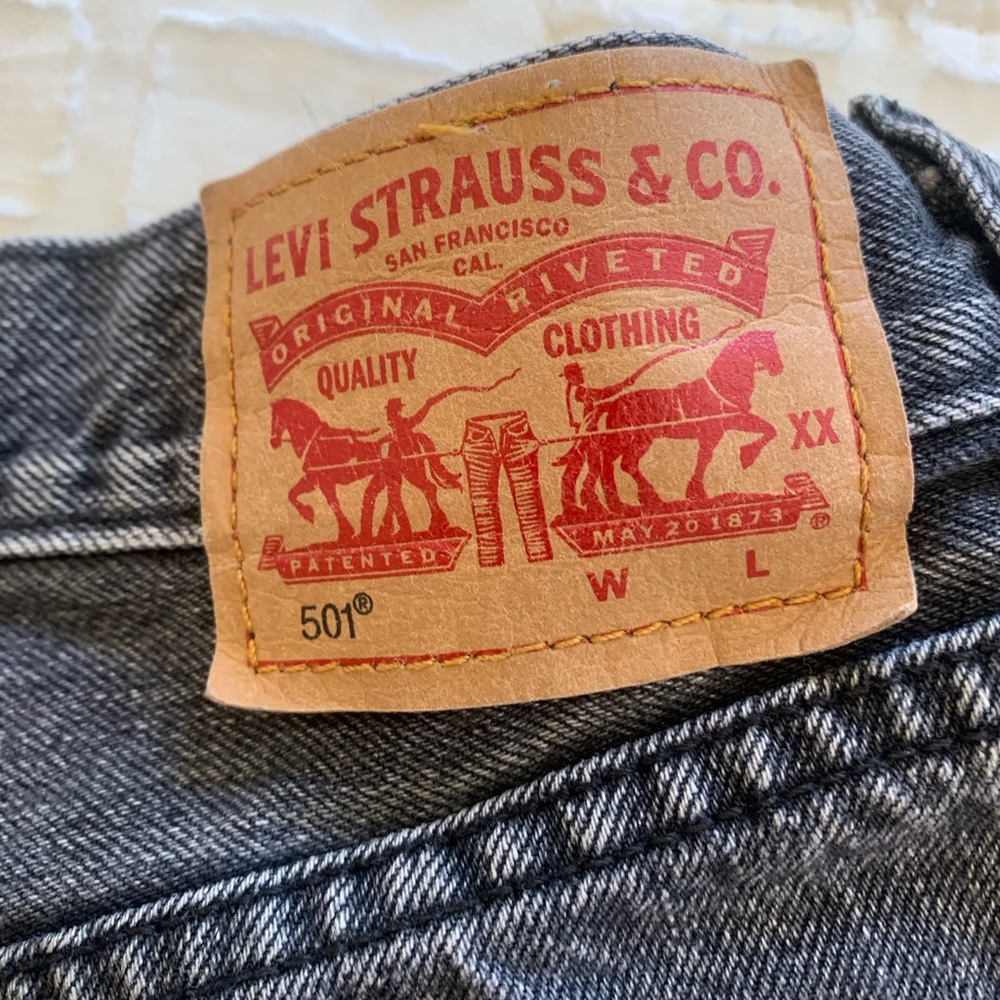 LEVI STRAUSS & CO.
SAN FRANCISCO
CAL.
ORIGINAL RIVETED
QUALITY CLOTHING
XX
PATENTED MAY 20 1873 ®
W L
501®